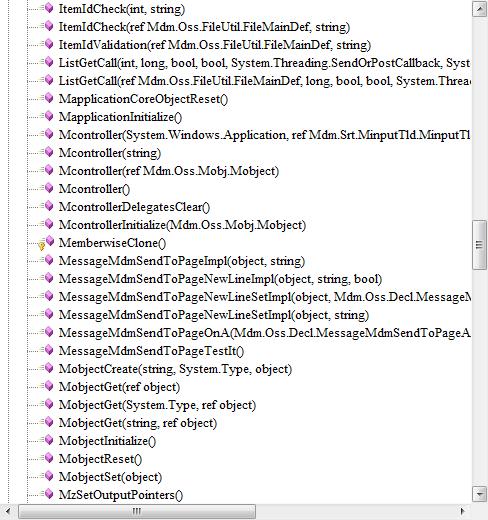 ItemIdCheck(int, string)
ItemIdCheck(ref Mdm.Oss.FileUtil.FileMainDef, string)
ItemIdValidation(ref Mdm.Oss.FileUtil.FileMainDef, string)
ListGetCall(int, long, bool, bool, System.Threading.SendOrPostCallback, Syst
ListGetCall(ref Mdm.Oss.FileUtil.FileMainDef, long, bool, bool, System.Threa
MapplicationCoreObjectReset()
MapplicationInitialize()
Mcontroller(System.Windows.Application, ref Mdm.Srt.MinputTld.MinputTl
Mcontroller(string)
Mcontroller(ref Mdm.Oss.Mobj.Mobject)
Mcontroller()
McontrollerDelegatesClear()
McontrollerInitialize(Mdm.Oss.Mobj.Mobject)
MemberwiseClone()
MessageMdmSendToPageImpl(object, string)
MessageMdmSendToPageNewLineImpl(object, string, bool)
MessageMdmSendToPageNewLineSetImpl(object, Mdm.Oss.Decl.MessageM
MessageMdmSendToPageNewLineSetImpl(object, string)
MessageMdmSendToPageOnA(Mdm.Oss.Decl.MessageMdmSendToPageA
MessageMdmSendToPageTestIt()
MobjectCreate(string, System.Type, object)
MobjectGet(ref object)
MobjectGet(System.Type, ref object)
MobjectGet(string, ref object)
MobjectInitialize()
MobjectReset()
MobjectSet(object)
MzSetOutputPointers()